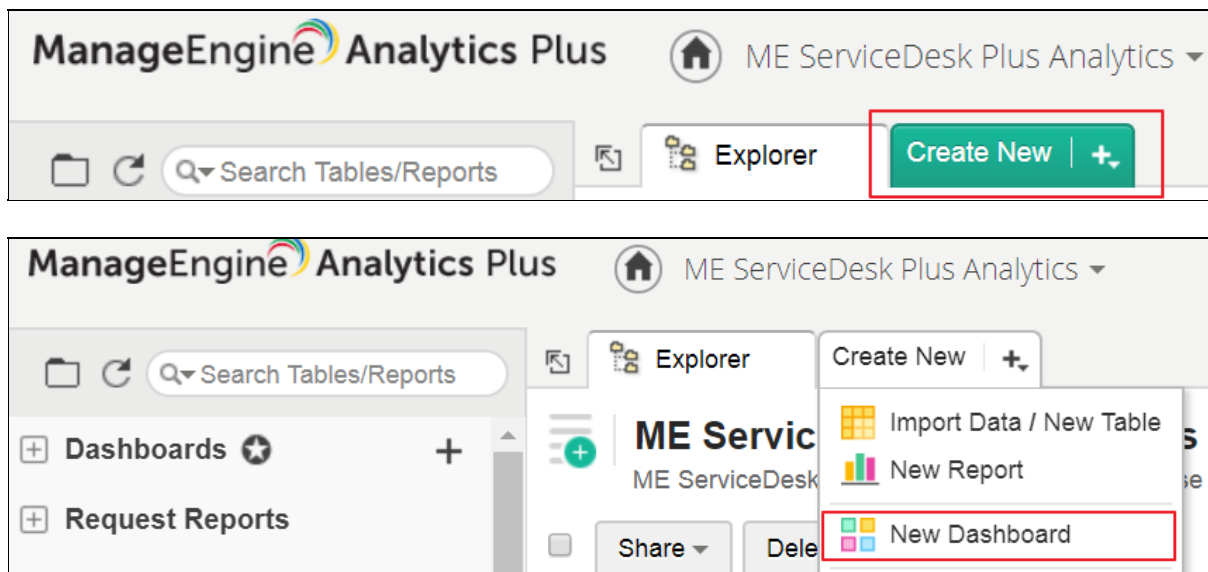 ManageEngine Analytics Plus
ME ServiceDesk Plus Analytics
Search Tables/Reports
Explorer
Create New
ManageEngine Analytics Plus
ME ServiceDesk Plus Analytics
Search Tables/Reports
Explorer
Create New
Dashboards
Request Reports
ME Servic
s
ME ServiceDesk
se
Share
Dele
Import Data / New Table
New Report
New Dashboard